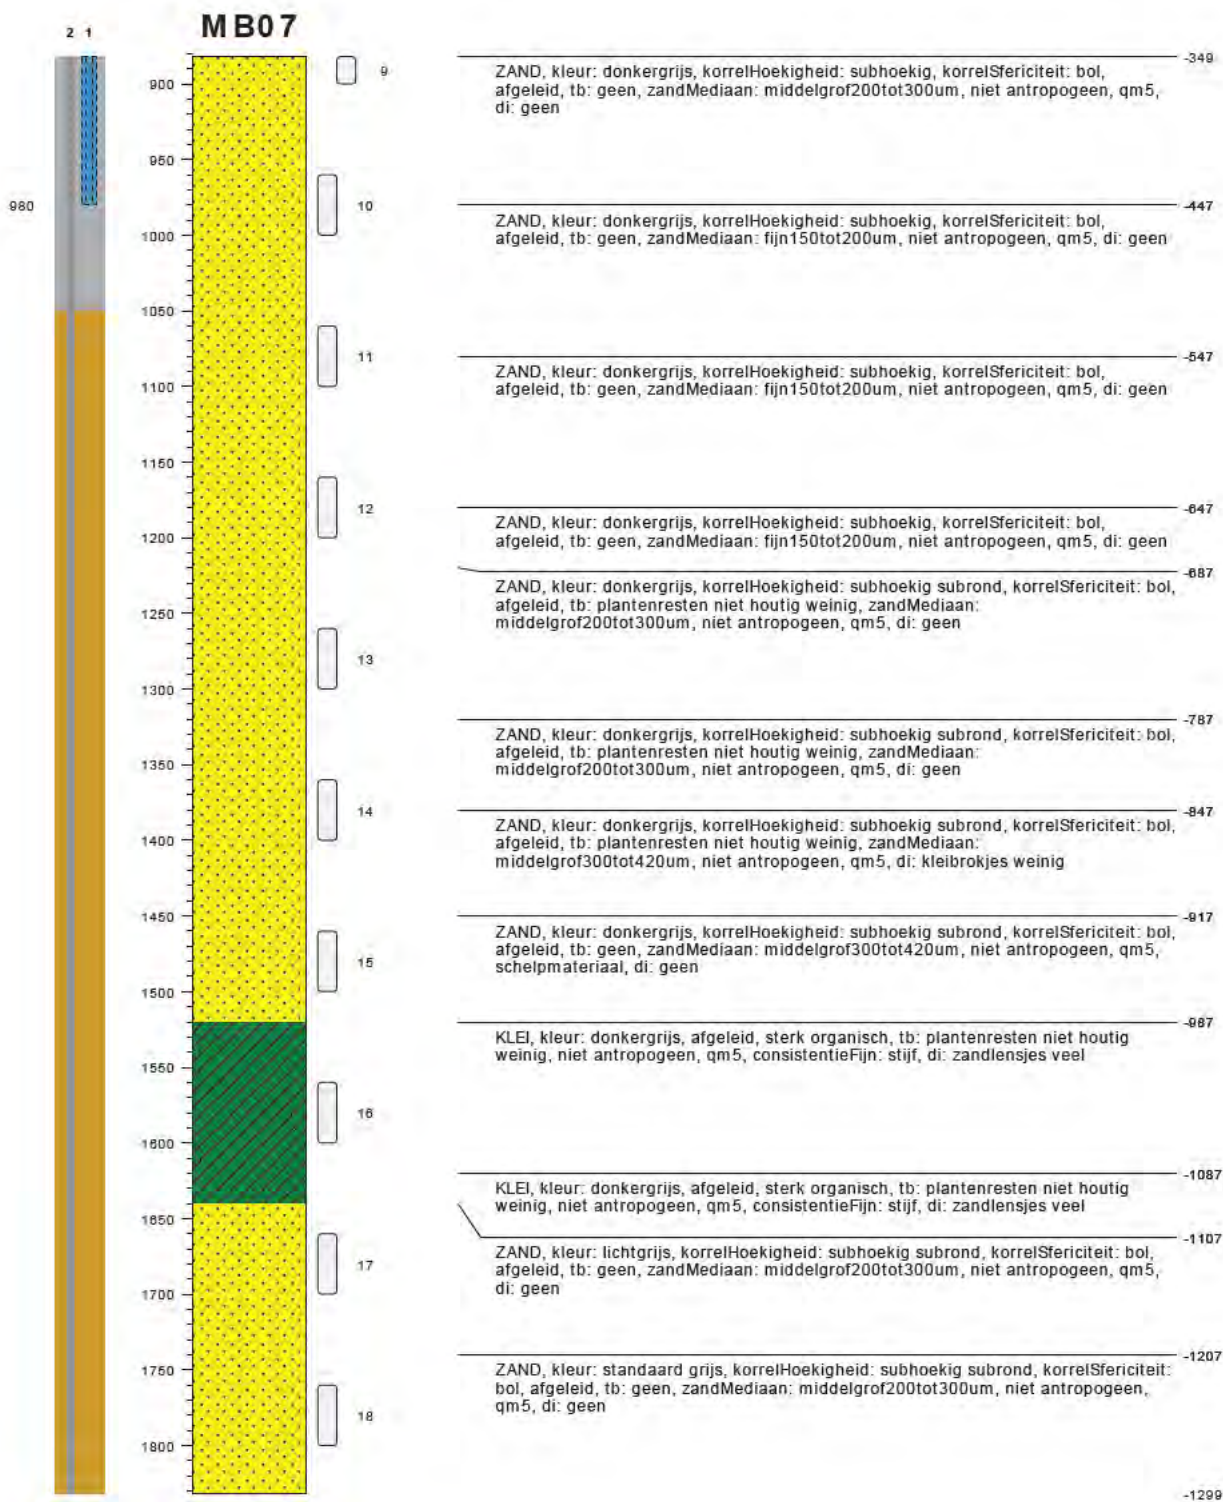 MB07
2 1
980
900
950
1000
1050
1100
1150
1200
1250
1300
1350
1400
1450
1500
1550
1600
1650
1700
1750
1800
9
10
11
12
13
14
15
16
17
18
-349
ZAND, kleur: donkergrijs, korrelHoekigheid: subhoekig, korrelSfericiteit: bol,
afgeleid, tb: geen, zandMediaan: middelgrof200tot300um, niet antropogeen, qm5,
di: geen
-447
ZAND, kleur: donkergrijs, korrelHoekigheid: subhoekig, korrelSfericiteit: bol,
afgeleid, tb: geen, zandMediaan: fijn150tot200um, niet antropogeen, qm5, di: geen
-547
ZAND, kleur: donkergrijs, korrelHoekigheid: subhoekig, korrelSfericiteit: bol,
afgeleid, tb: geen, zandMediaan: fijn150tot200um, niet antropogeen, qm5, di: geen
-647
ZAND, kleur: donkergrijs, korrelHoekigheid: subhoekig, korrelSfericiteit: bol,
afgeleid, tb: geen, zandMediaan: fijn150tot200um, niet antropogeen, qm5, di: geen
-687
ZAND, kleur: donkergrijs, korrelHoekigheid: subhoekig subrond, korrelSfericiteit: bol,
afgeleid, tb: plantenresten niet houtig weinig, zandMediaan:
middelgrof200tot300um, niet antropogeen, qm5, di: geen
-787
ZAND, kleur: donkergrijs, korrelHoekigheid: subhoekig subrond, korrelSfericiteit: bol,
afgeleid, tb: plantenresten niet houtig weinig, zandMediaan:
middelgrof200tot300um, niet antropogeen, qm5, di: geen
-847
ZAND, kleur: donkergrijs, korrelHoekigheid: subhoekig subrond, korrelSfericiteit: bol,
afgeleid, tb: plantenresten niet houtig weinig, zandMediaan:
middelgrof300tot420um, niet antropogeen, qm5, di: kleibrokjes weinig
-917
ZAND, kleur: donkergrijs, korrelHoekigheid: subhoekig subrond, korrelSfericiteit: bol,
afgeleid, tb: geen, zandMediaan: middelgrof300tot420um, niet antropogeen, qm5,
schelpmateriaal, di: geen
-987
KLEI, kleur: donkergrijs, afgeleid, sterk organisch, tb: plantenresten niet houtig
weinig, niet antropogeen, qm5, consistentieFijn: stijf, di: zandlensjes veel
-1087
KLEI, kleur: donkergrijs, afgeleid, sterk organisch, tb: plantenresten niet houtig
weinig, niet antropogeen, qm5, consistentieFijn: stijf, di: zandlensjes veel
-1107
ZAND, kleur: lichtgrijs, korrelHoekigheid: subhoekig subrond, korrelSfericiteit: bol,
afgeleid, tb: geen, zandMediaan: middelgrof200tot300um, niet antropogeen, qm5,
di: geen
-1207
ZAND, kleur: standaard grijs, korrelHoekigheid: subhoekig subrond, korrelSfericiteit:
bol, afgeleid, tb: geen, zandMediaan: middelgrof200tot300um, niet antropogeen,
qm5, di: geen
-1299